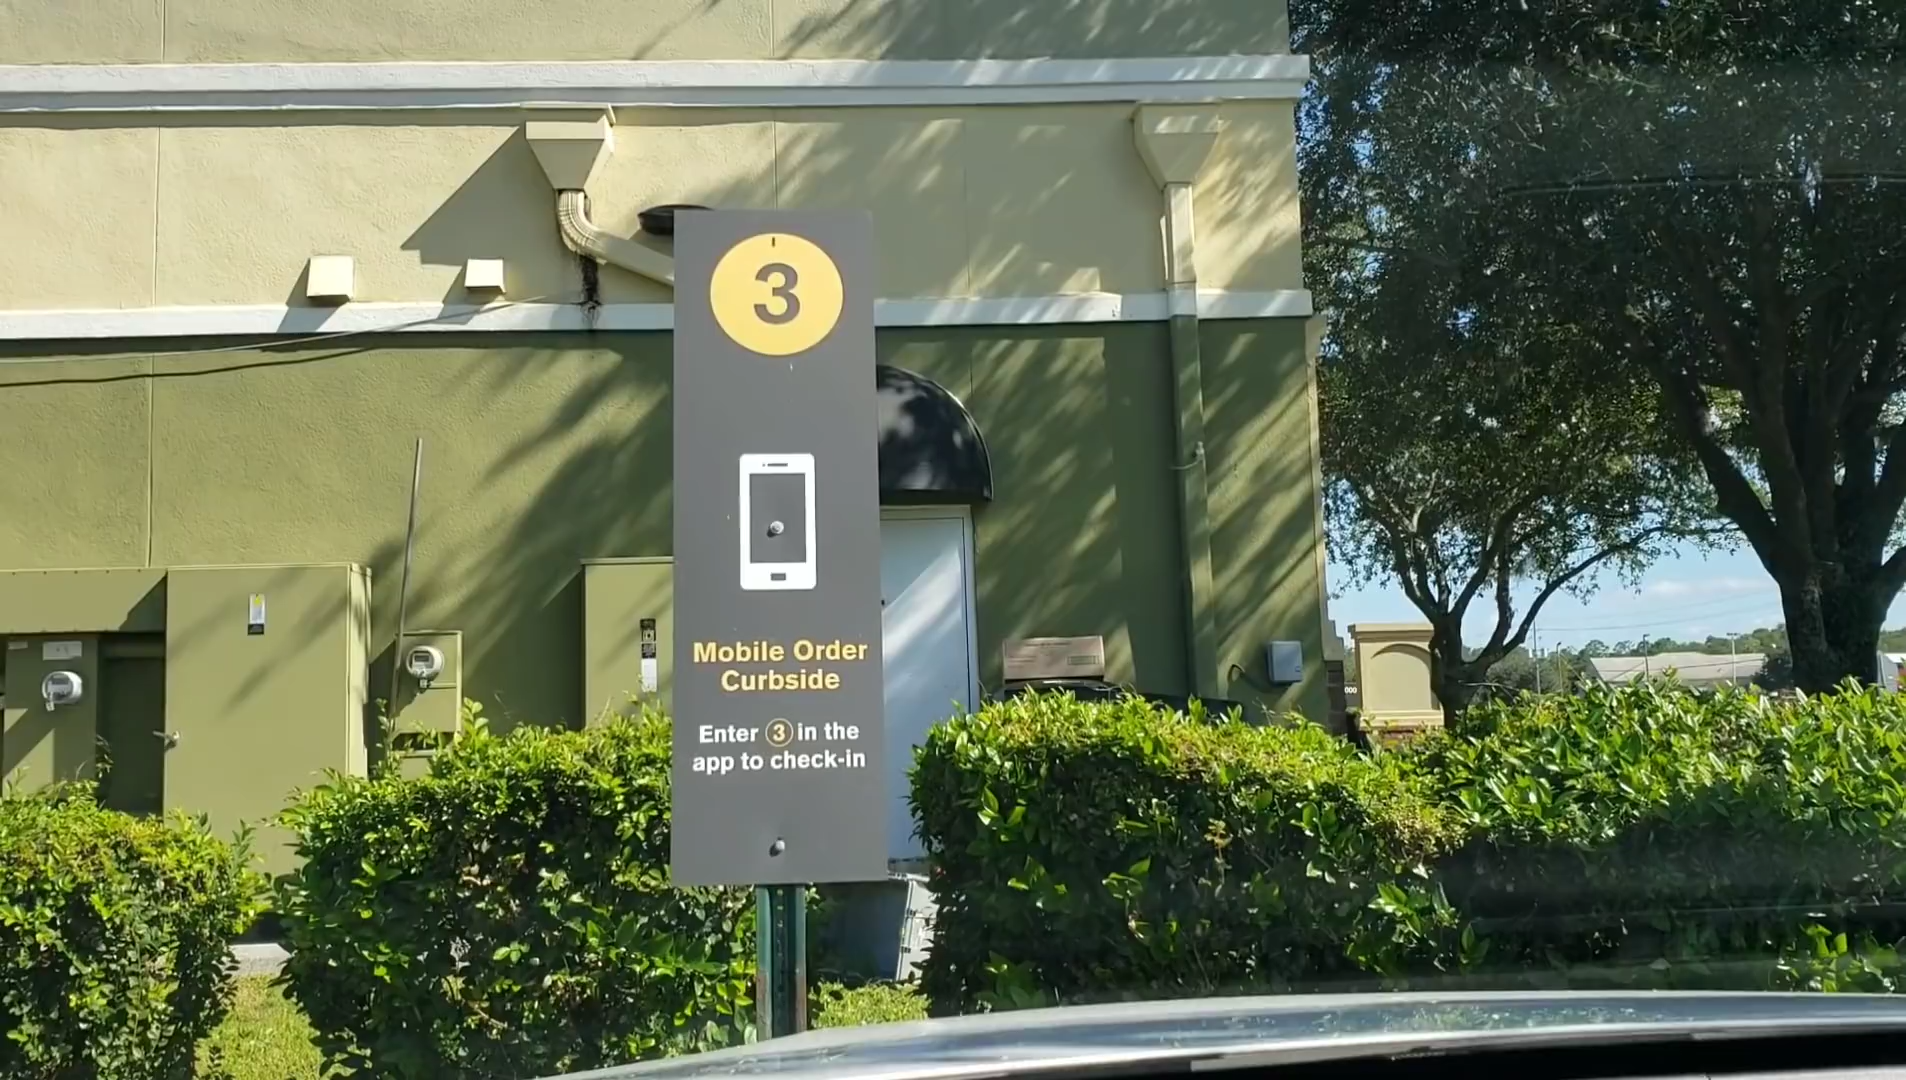 3
Mobile Order
Curbside
Enter 3 in the
app to check-in